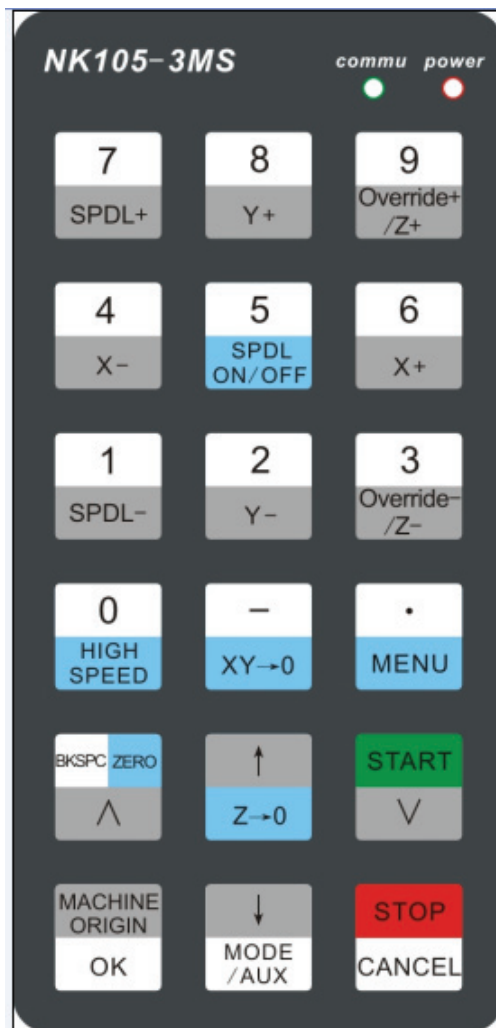 NK105-3MS commu power
7 8 9
SPDL+ Y+ Override+
/Z+
4 5 6
X- SPDL
ON/OFF X+
1 2 3
SPDL- Y- Override-
/Z-
0 - .
HIGH
SPEED XY→0 MENU
BKSPC ZERO ↑ START
∧ Z→0 ∨
MACHINE
ORIGIN ↓ STOP
OK MODE
/AUX CANCEL